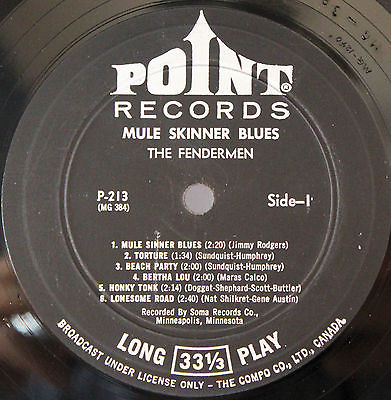 POINT®
RECORDS
MULE SKINNER BLUES
THE FENDERMEN
P-213
(MG 384)
Side-1
1. MULE SINNER BLUES (2:20) (Jimmy Rodgers)
2. TORTURE (1:34) (Sundquist-Humphrey)
3. BEACH PARTY (2:00) (Sundquist-Humphrey)
4. BERTHA LOU (2:00) (Maras Calco)
5. HONKY TONK (2:14) (Dogget-Shephard-Scott-Buttler)
6. LONESOME ROAD (2:40) (Nat Shilkret-Gene Austin)
Recorded By Soma Records Co.,
Minneapolis, Minnesota
LONG 33⅓ PLAY
BROADCAST UNDER LICENSE ONLY - THE COMPO CO., LTD., CANADA.